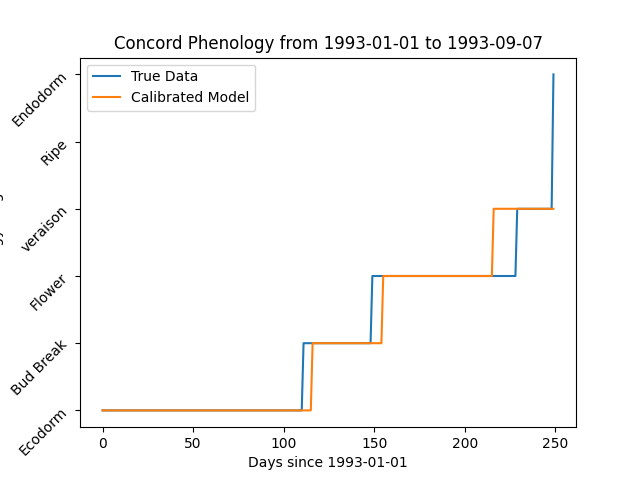 Concord Phenology from 1993-01-01 to 1993-09-07
True Data
Calibrated Model
Endodorm
Ripe
veraison
Flower
Bud Break
Ecodorm
0 50 100 150 200 250
Days since 1993-01-01